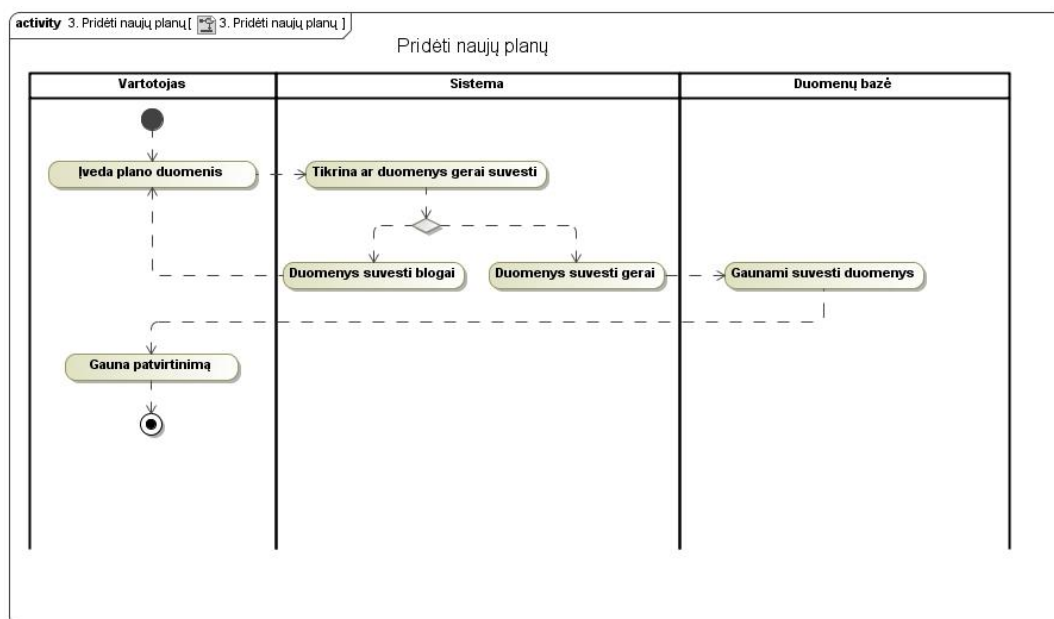 activity 3. Pridėti naujų planų[ 3. Pridėti naujų planų ]
Pridėti naujų planų
Vartotojas
Sistema
Duomenų bazė
Įveda plano duomenis
Tikrina ar duomenys gerai suvesti
Duomenys suvesti blogai
Duomenys suvesti gerai
Gaunami suvesti duomenys
Gauna patvirtinimą